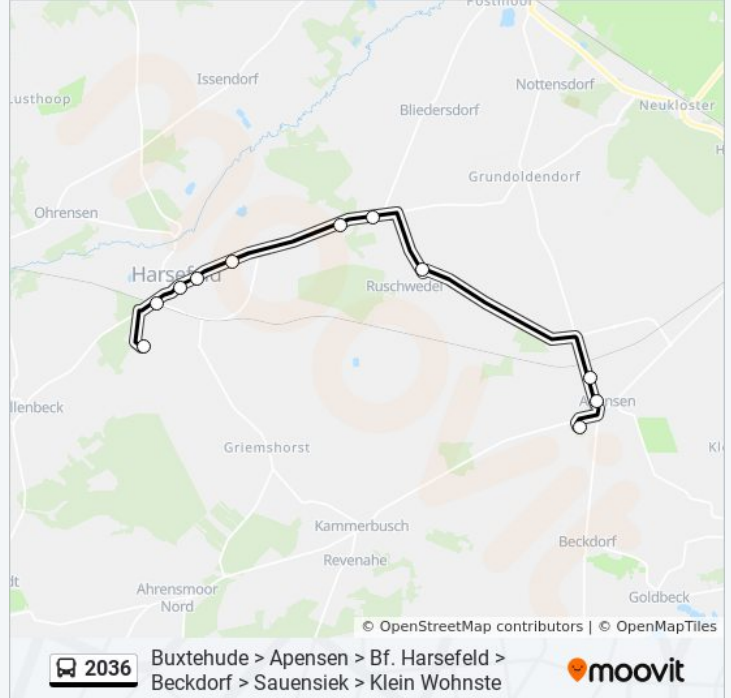 Postmoor
Issendorf
Nottensdorf
Lusthoop
Bliedersdorf
Neukloster
Grundoldendorf
Ohrensen
Harsefeld
Ruschwedel
Apensen
llenbeck
Griemshorst
Kl
Kammerbusch
Revenahe
Beckdorf
dt
Ahrensmoor
Nord
Goldbeck
© OpenStreetMap contributors | © OpenMapTiles
2036
Buxtehude > Apensen > Bf. Harsefeld >
Beckdorf > Sauensiek > Klein Wohnste
moovit